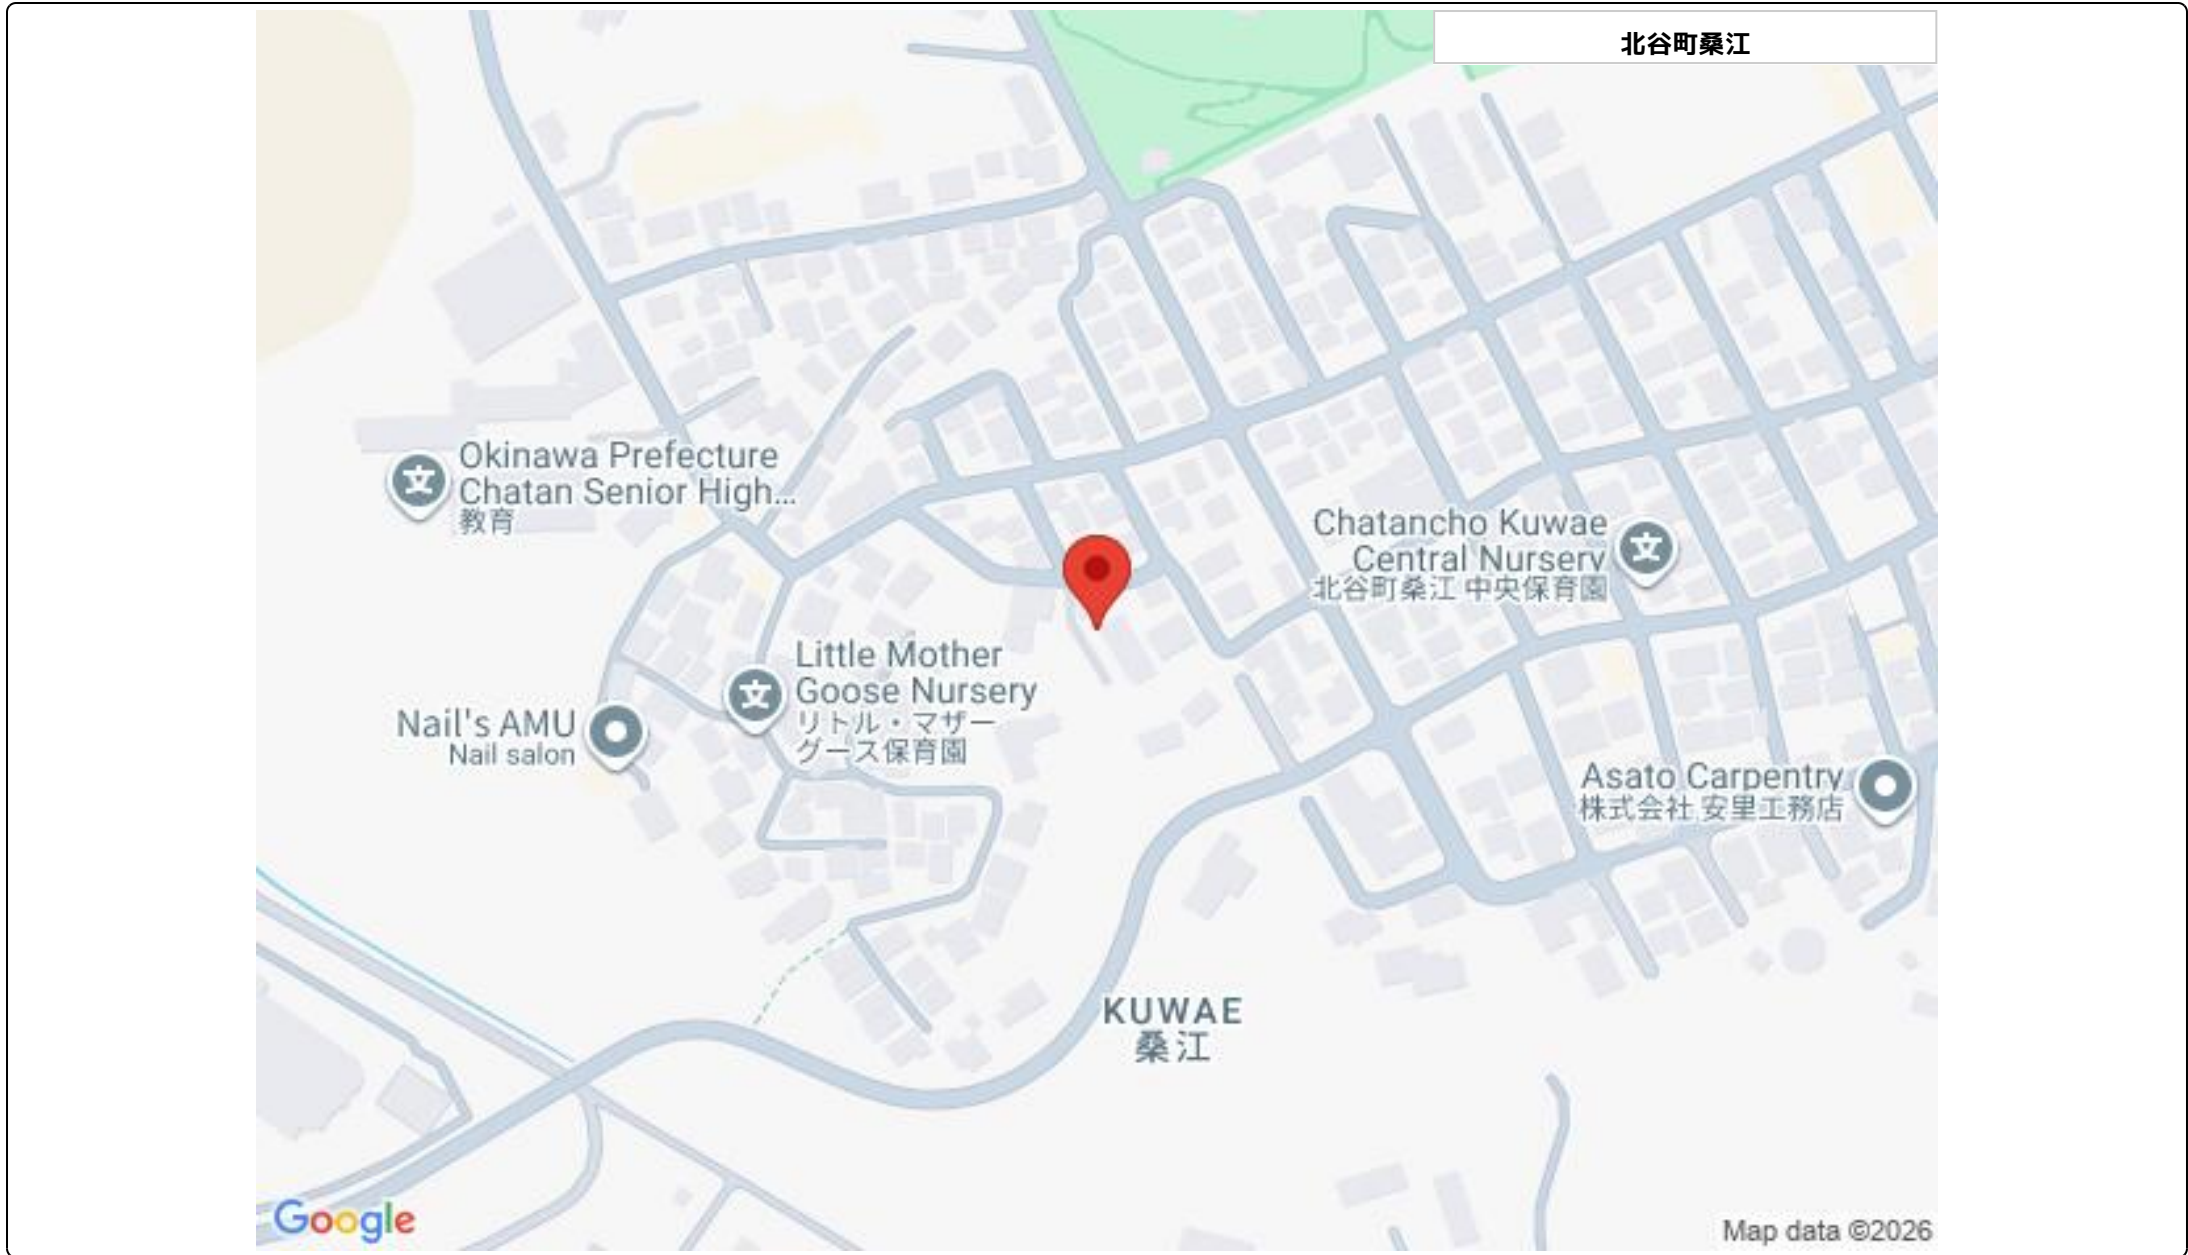 北谷町桑江
Okinawa Prefecture
Chatan Senior High...
教育
Chatancho Kuwae
Central Nursery
北谷町桑江 中央保育園
Little Mother
Goose Nursery
リトル・マザー
グース保育園
Nail's AMU
Nail salon
Asato Carpentry
株式会社 安里工務店
KUWAE
桑江
Google
Map data ©2026